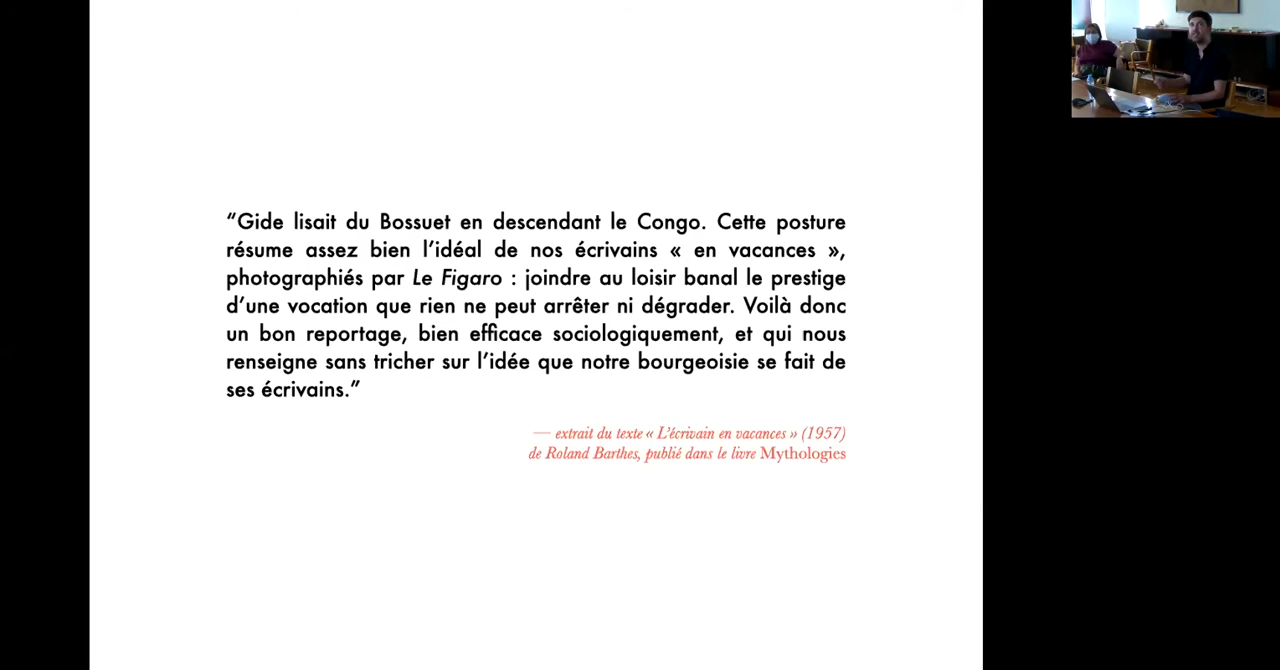 “Gide lisait du Bossuet en descendant le Congo. Cette posture
résume assez bien l’idéal de nos écrivains « en vacances »,
photographiés par Le Figaro : joindre au loisir banal le prestige
d’une vocation que rien ne peut arrêter ni dégrader. Voilà donc
un bon reportage, bien efficace sociologiquement, et qui nous
renseigne sans tricher sur l’idée que notre bourgeoisie se fait de
ses écrivains.”
— extrait du texte « L’écrivain en vacances » (1957)
de Roland Barthes, publié dans le livre Mythologies